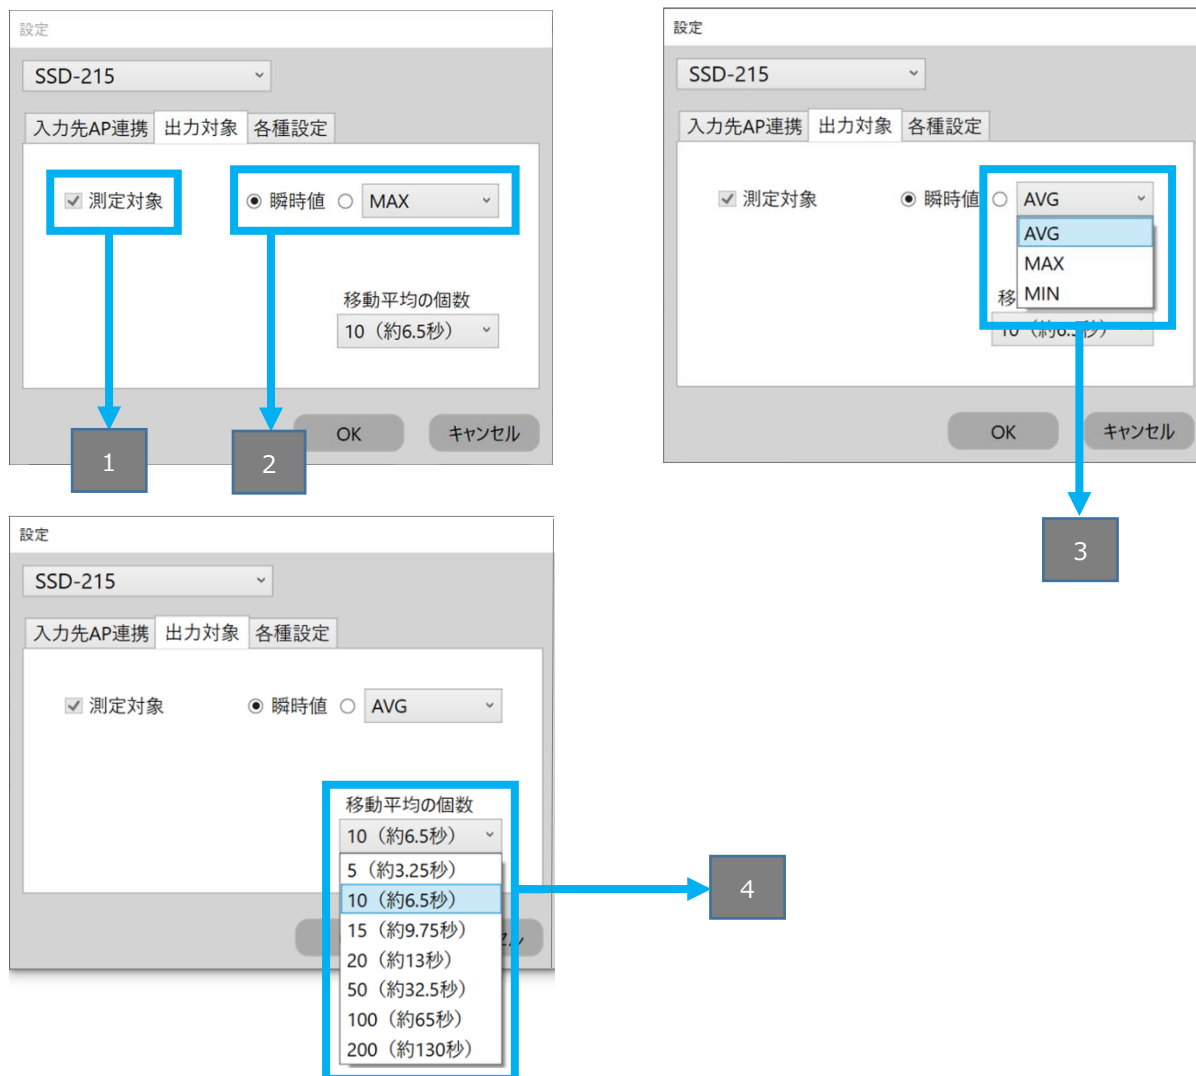 設定
SSD-215
入力先AP連携 出力対象 各種設定
測定対象 瞬時値 MAX
移動平均の個数
10（約6.5秒）
OK キャンセル
1 2
設定
SSD-215
入力先AP連携 出力対象 各種設定
測定対象 瞬時値 AVG
AVG
MAX
移 MIN
10（約6.5秒）
OK キャンセル
3
設定
SSD-215
入力先AP連携 出力対象 各種設定
測定対象 瞬時値 AVG
移動平均の個数
10（約6.5秒）
5（約3.25秒）
10（約6.5秒）
15（約9.75秒）
20（約13秒）
50（約32.5秒）
100（約65秒）
200（約130秒）
4